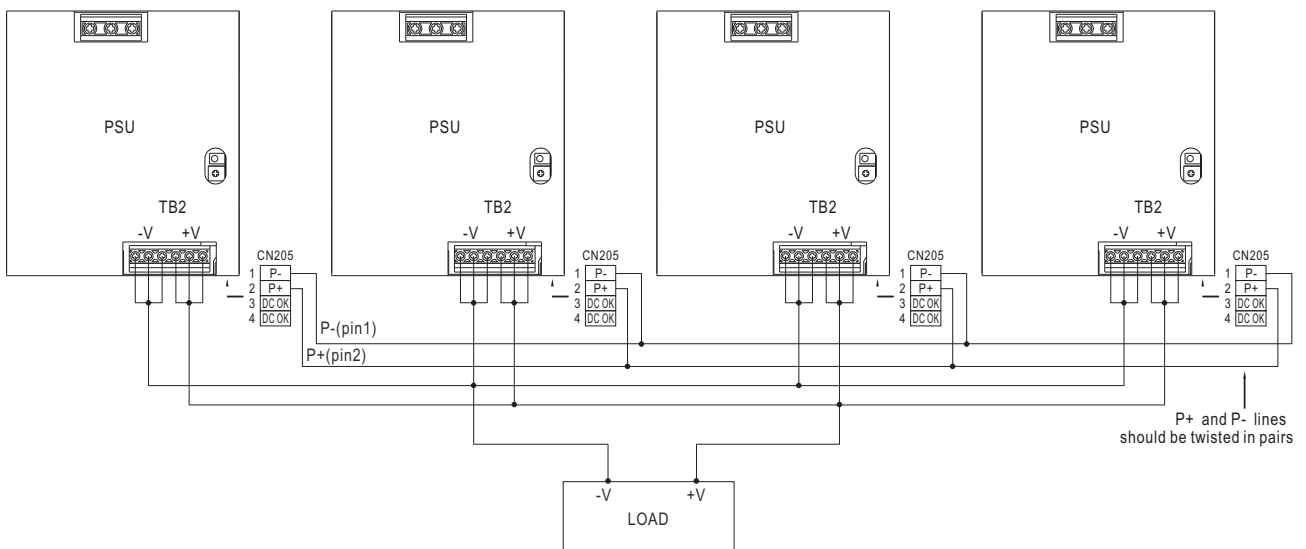 PSU PSU PSU PSU
TB2 TB2 TB2 TB2
-V +V -V +V -V +V -V +V
CN205 CN205 CN205 CN205
1 P- 1 P- 1 P- 1 P-
2 P+ 2 P+ 2 P+ 2 P+
3 DC OK 3 DC OK 3 DC OK 3 DC OK
4 DC OK 4 DC OK 4 DC OK 4 DC OK
P-(pin1)
P+(pin2)
P+ and P- lines
should be twisted in pairs
-V +V
LOAD